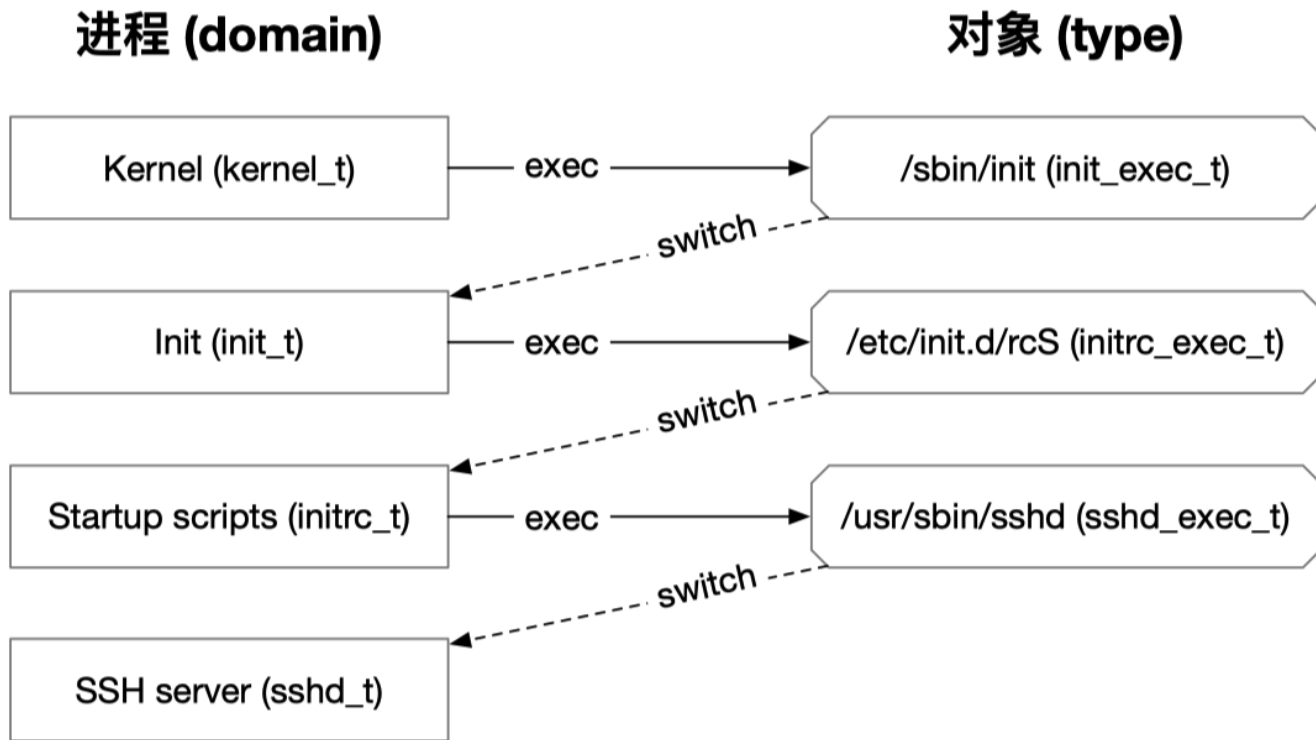 进程 (domain)
对象 (type)
Kernel (kernel_t)
exec
/sbin/init (init_exec_t)
switch
Init (init_t)
exec
/etc/init.d/rcS (initrc_exec_t)
switch
Startup scripts (initrc_t)
exec
/usr/sbin/sshd (sshd_exec_t)
switch
SSH server (sshd_t)